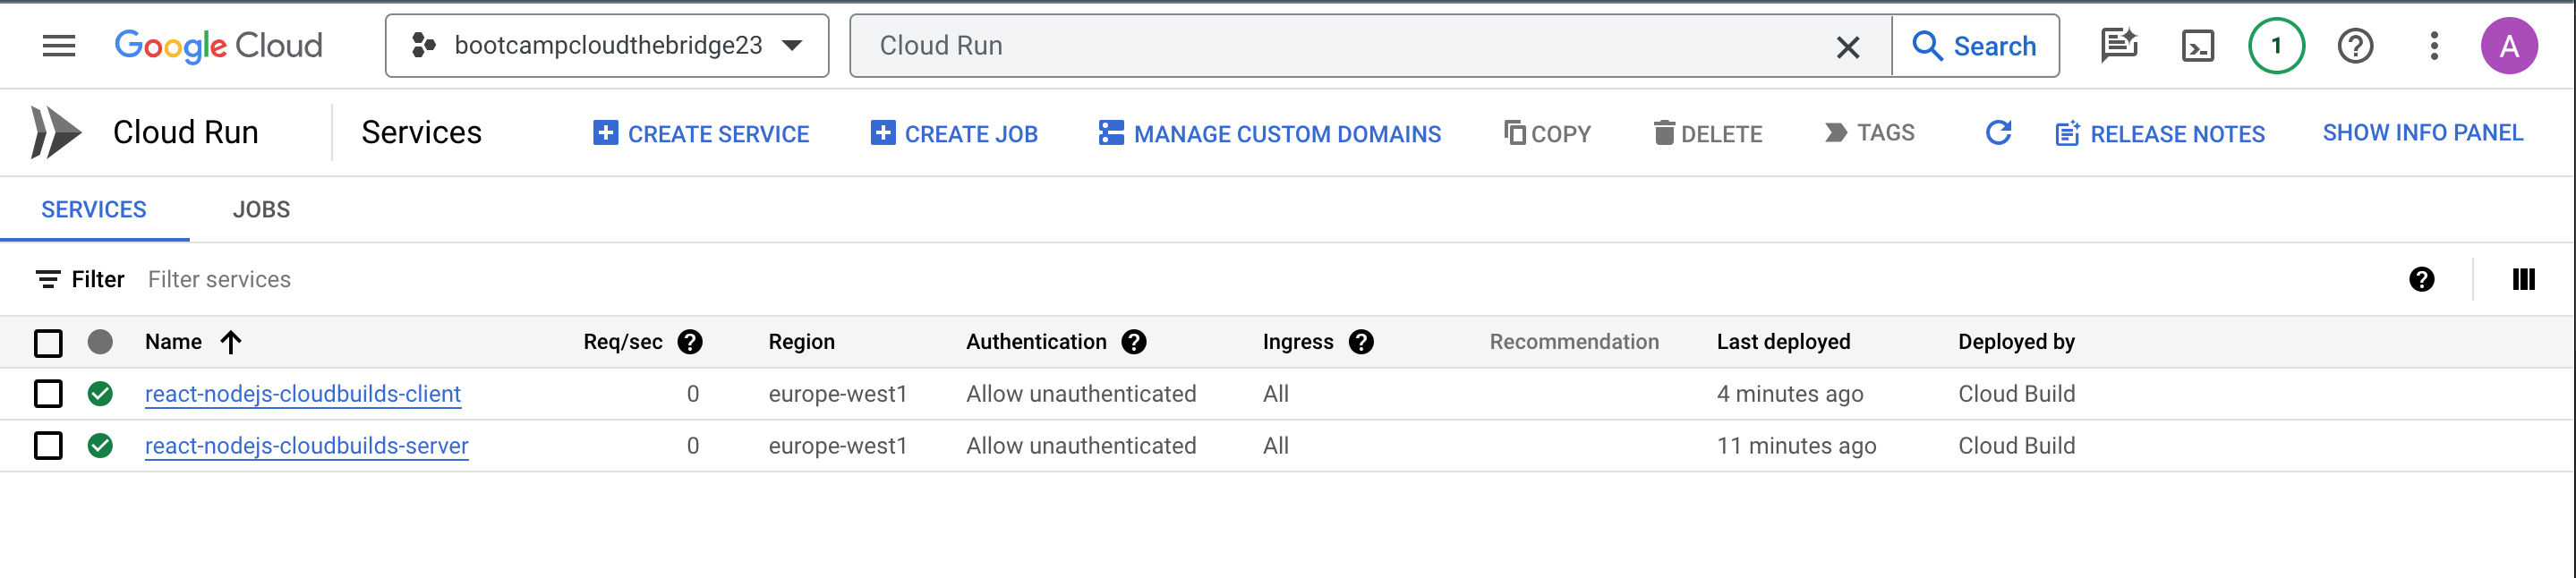 Google Cloud bootcampcloudthebridge23 Cloud Run Search 1 A
Cloud Run Services CREATE SERVICE CREATE JOB MANAGE CUSTOM DOMAINS COPY DELETE TAGS RELEASE NOTES SHOW INFO PANEL
SERVICES JOBS
Filter Filter services
Name Req/sec Region Authentication Ingress Recommendation Last deployed Deployed by
react-nodejs-cloudbuilds-client 0 europe-west1 Allow unauthenticated All 4 minutes ago Cloud Build
react-nodejs-cloudbuilds-server 0 europe-west1 Allow unauthenticated All 11 minutes ago Cloud Build